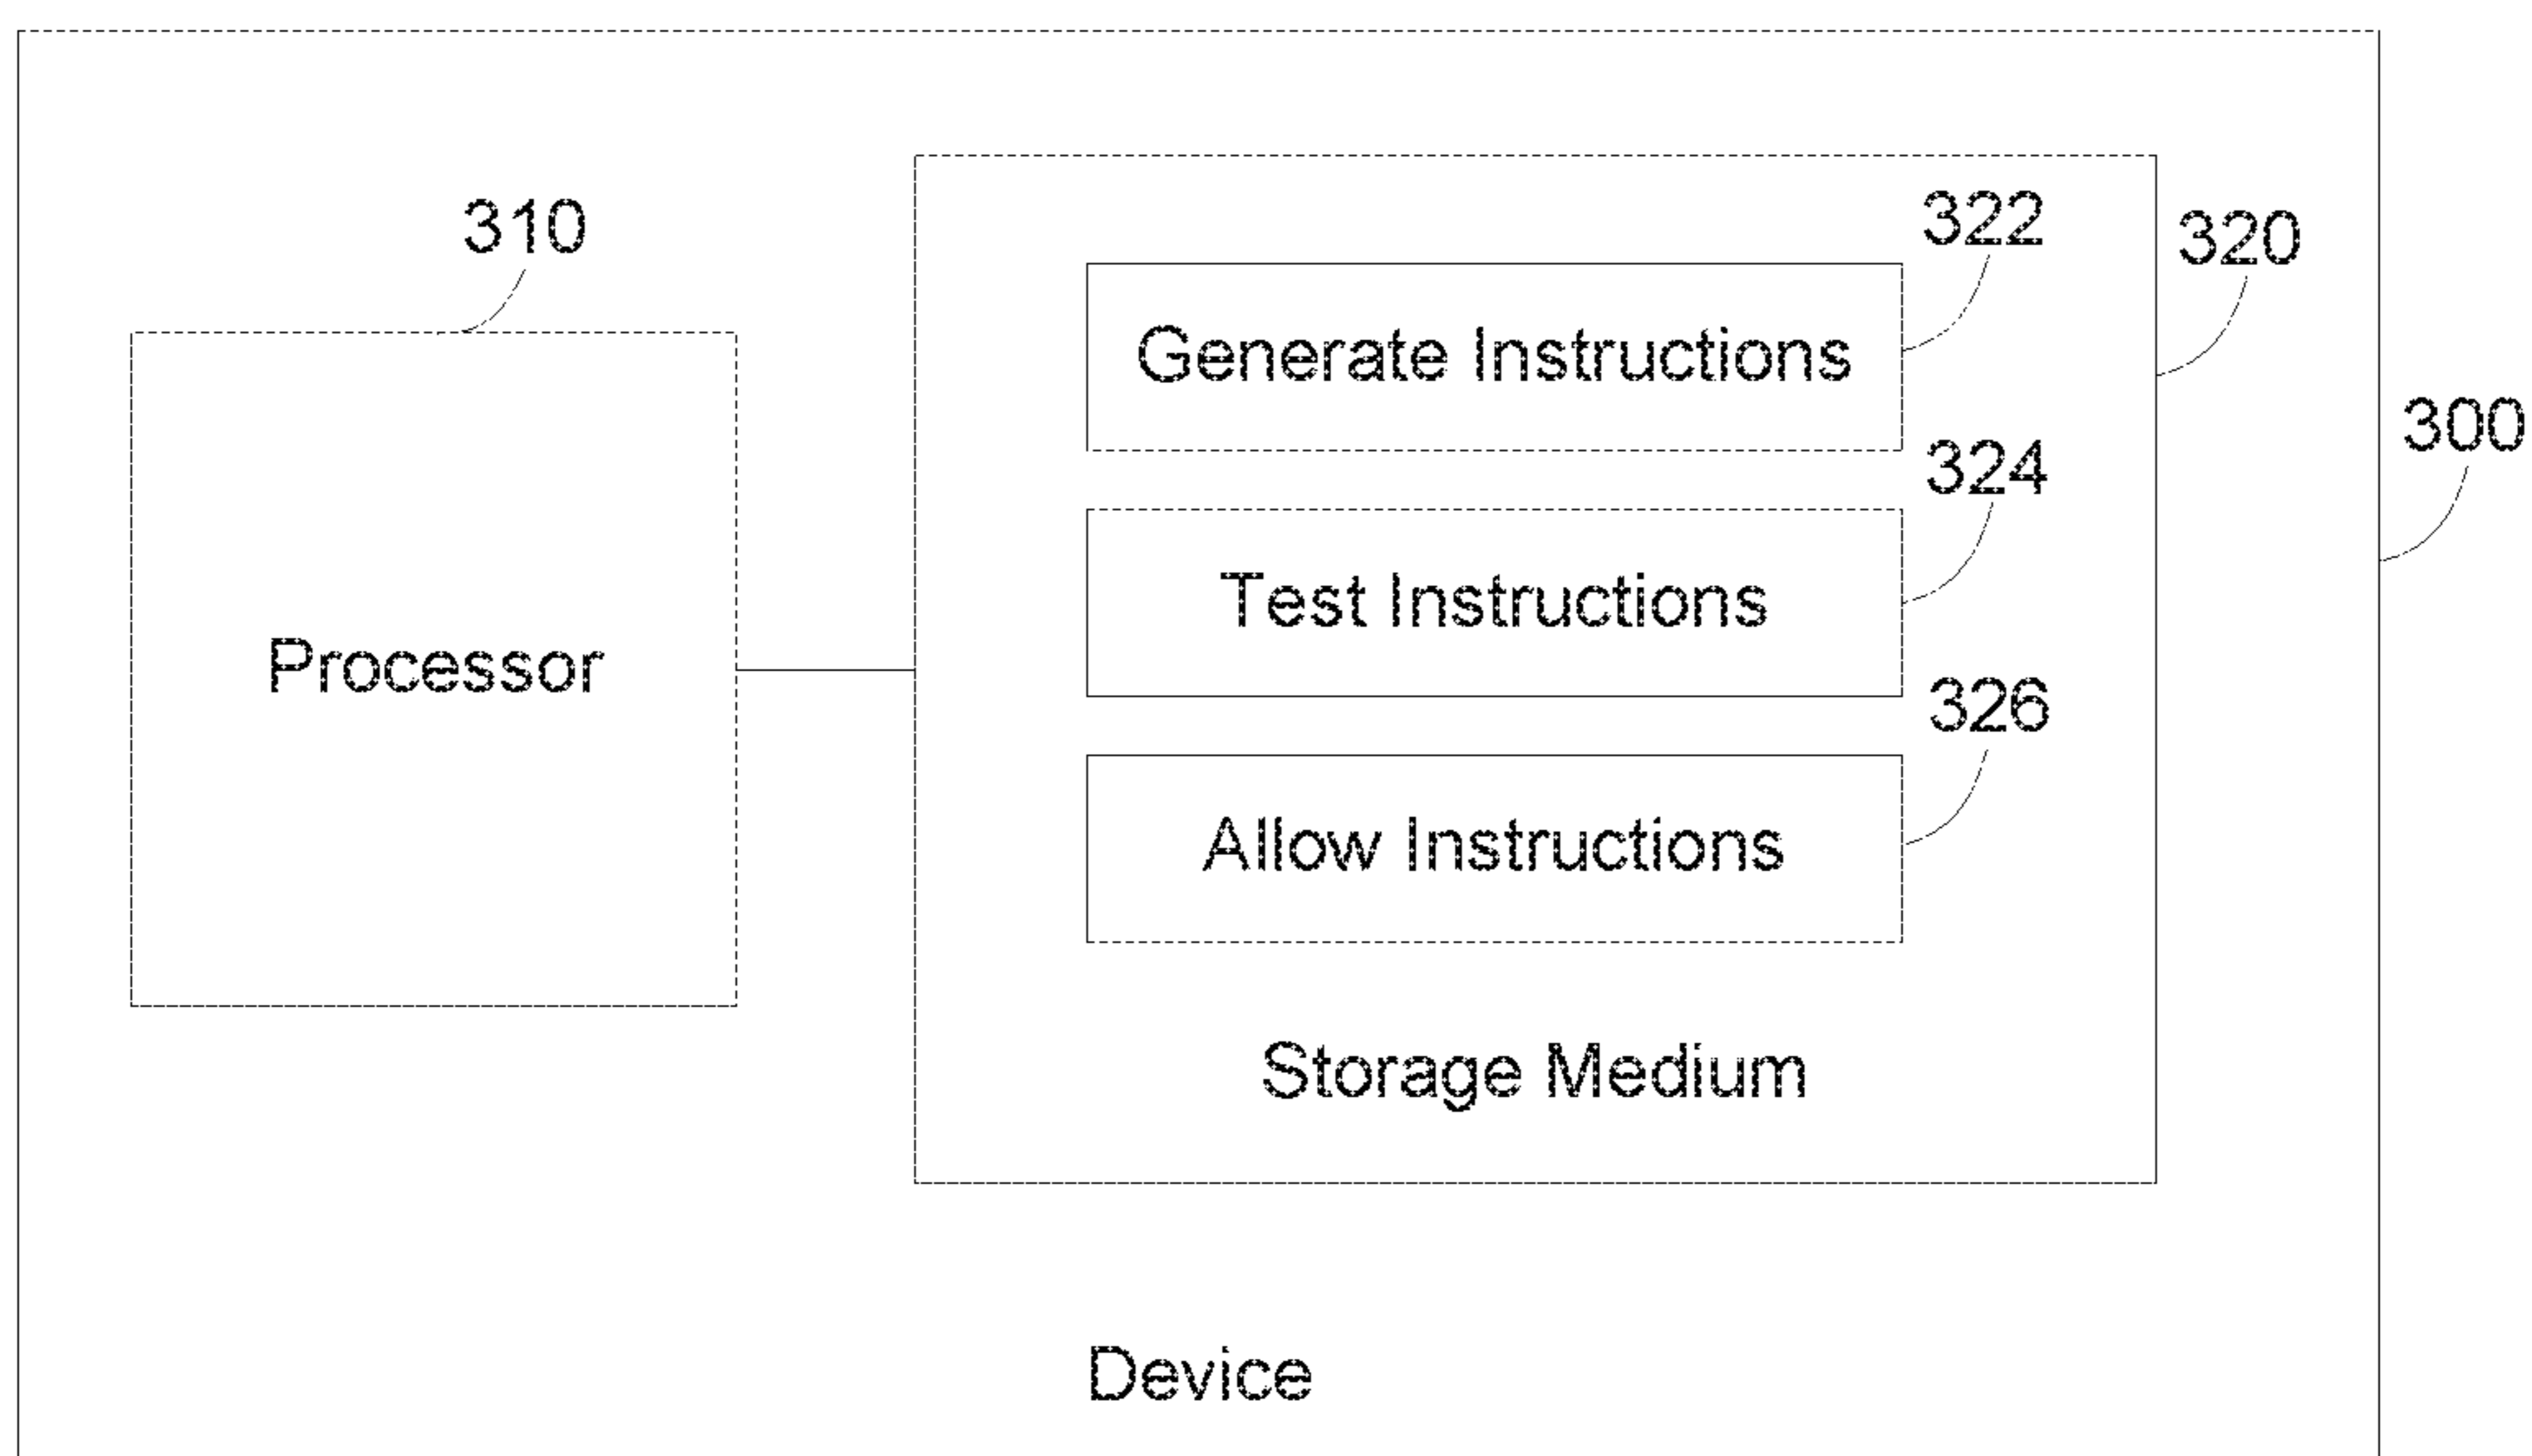 310
322
320
Generate Instructions
300
324
Test Instructions
Processor
326
Allow Instructions
Storage Medium
Device